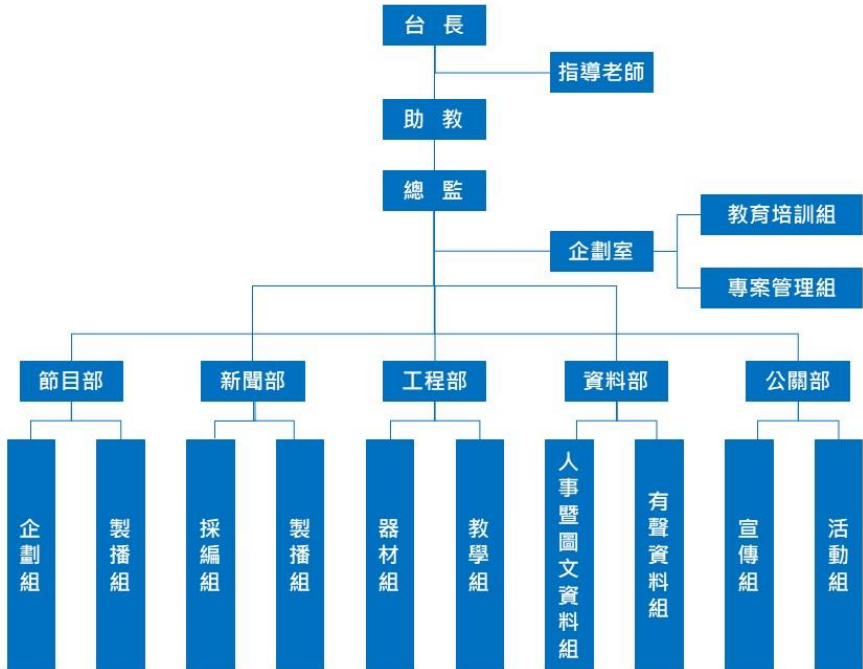 台 長
指導老師
助 教
總 監
教育培訓組
企劃室
專案管理組
節目部
新聞部
工程部
資料部
公關部
企劃組
製播組
採編組
製播組
器材組
教學組
人事暨圖文資料組
有聲資料組
宣傳組
活動組